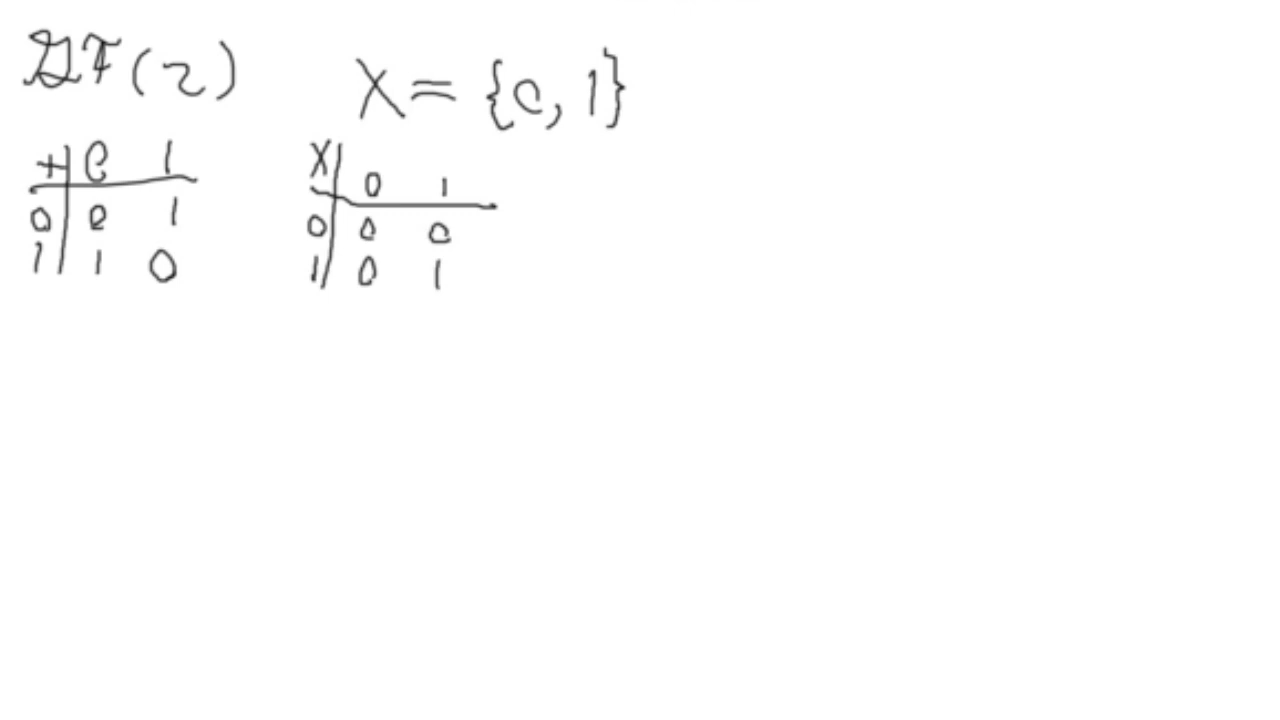 GF(2) X = {0, 1}
+ 0 1 X 0 1
0 0 1 0 0 0
1 1 0 1 0 1